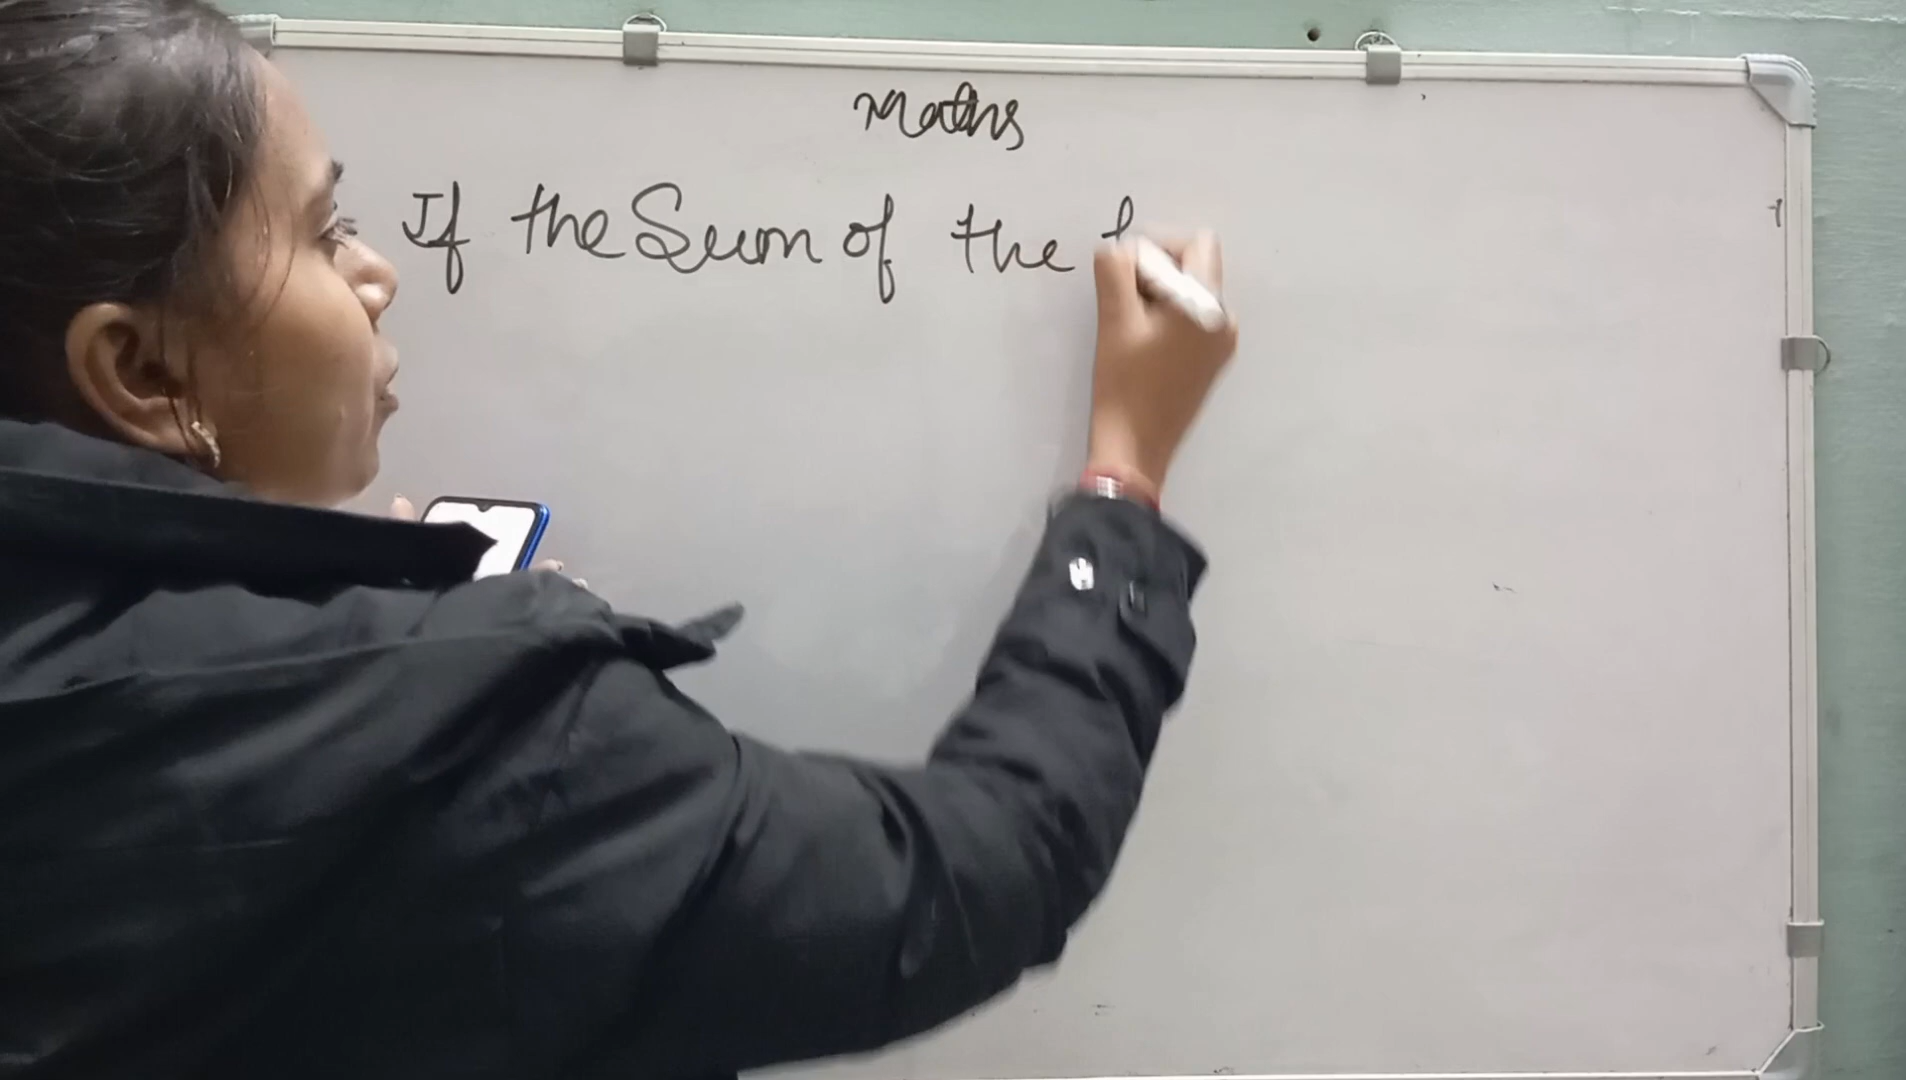 Maths
If the Sum of the